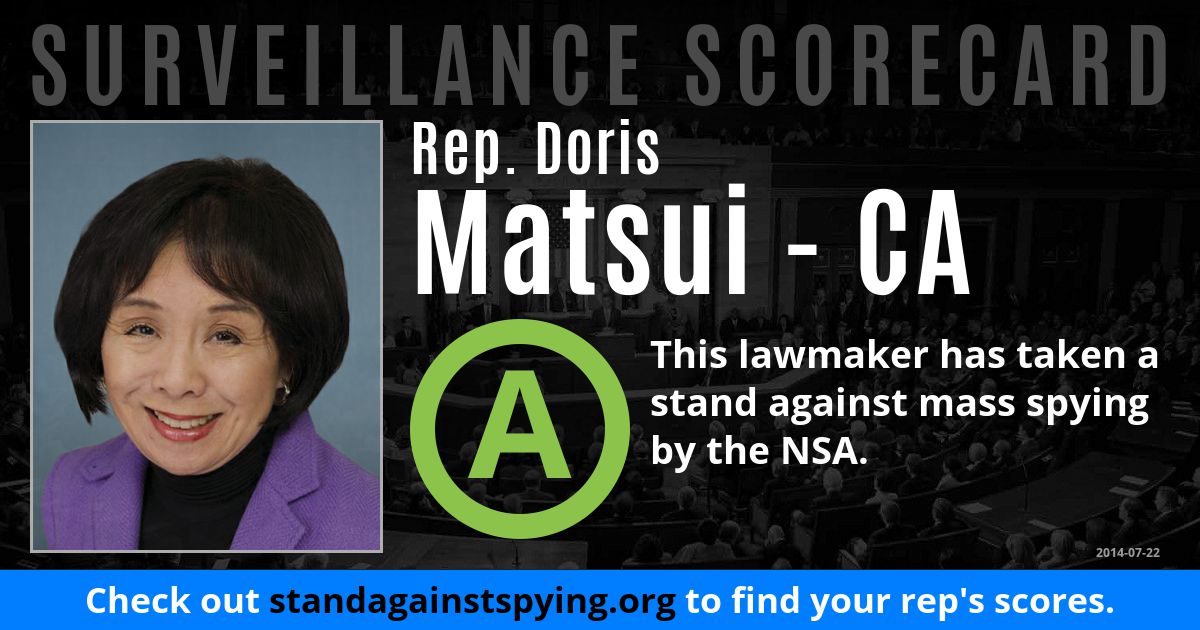 SURVEILLANCE SCORECARD
Rep. Doris
Matsui - CA
A
This lawmaker has taken a
stand against mass spying
by the NSA.
2014-07-22
Check out standagainstspying.org to find your rep's scores.